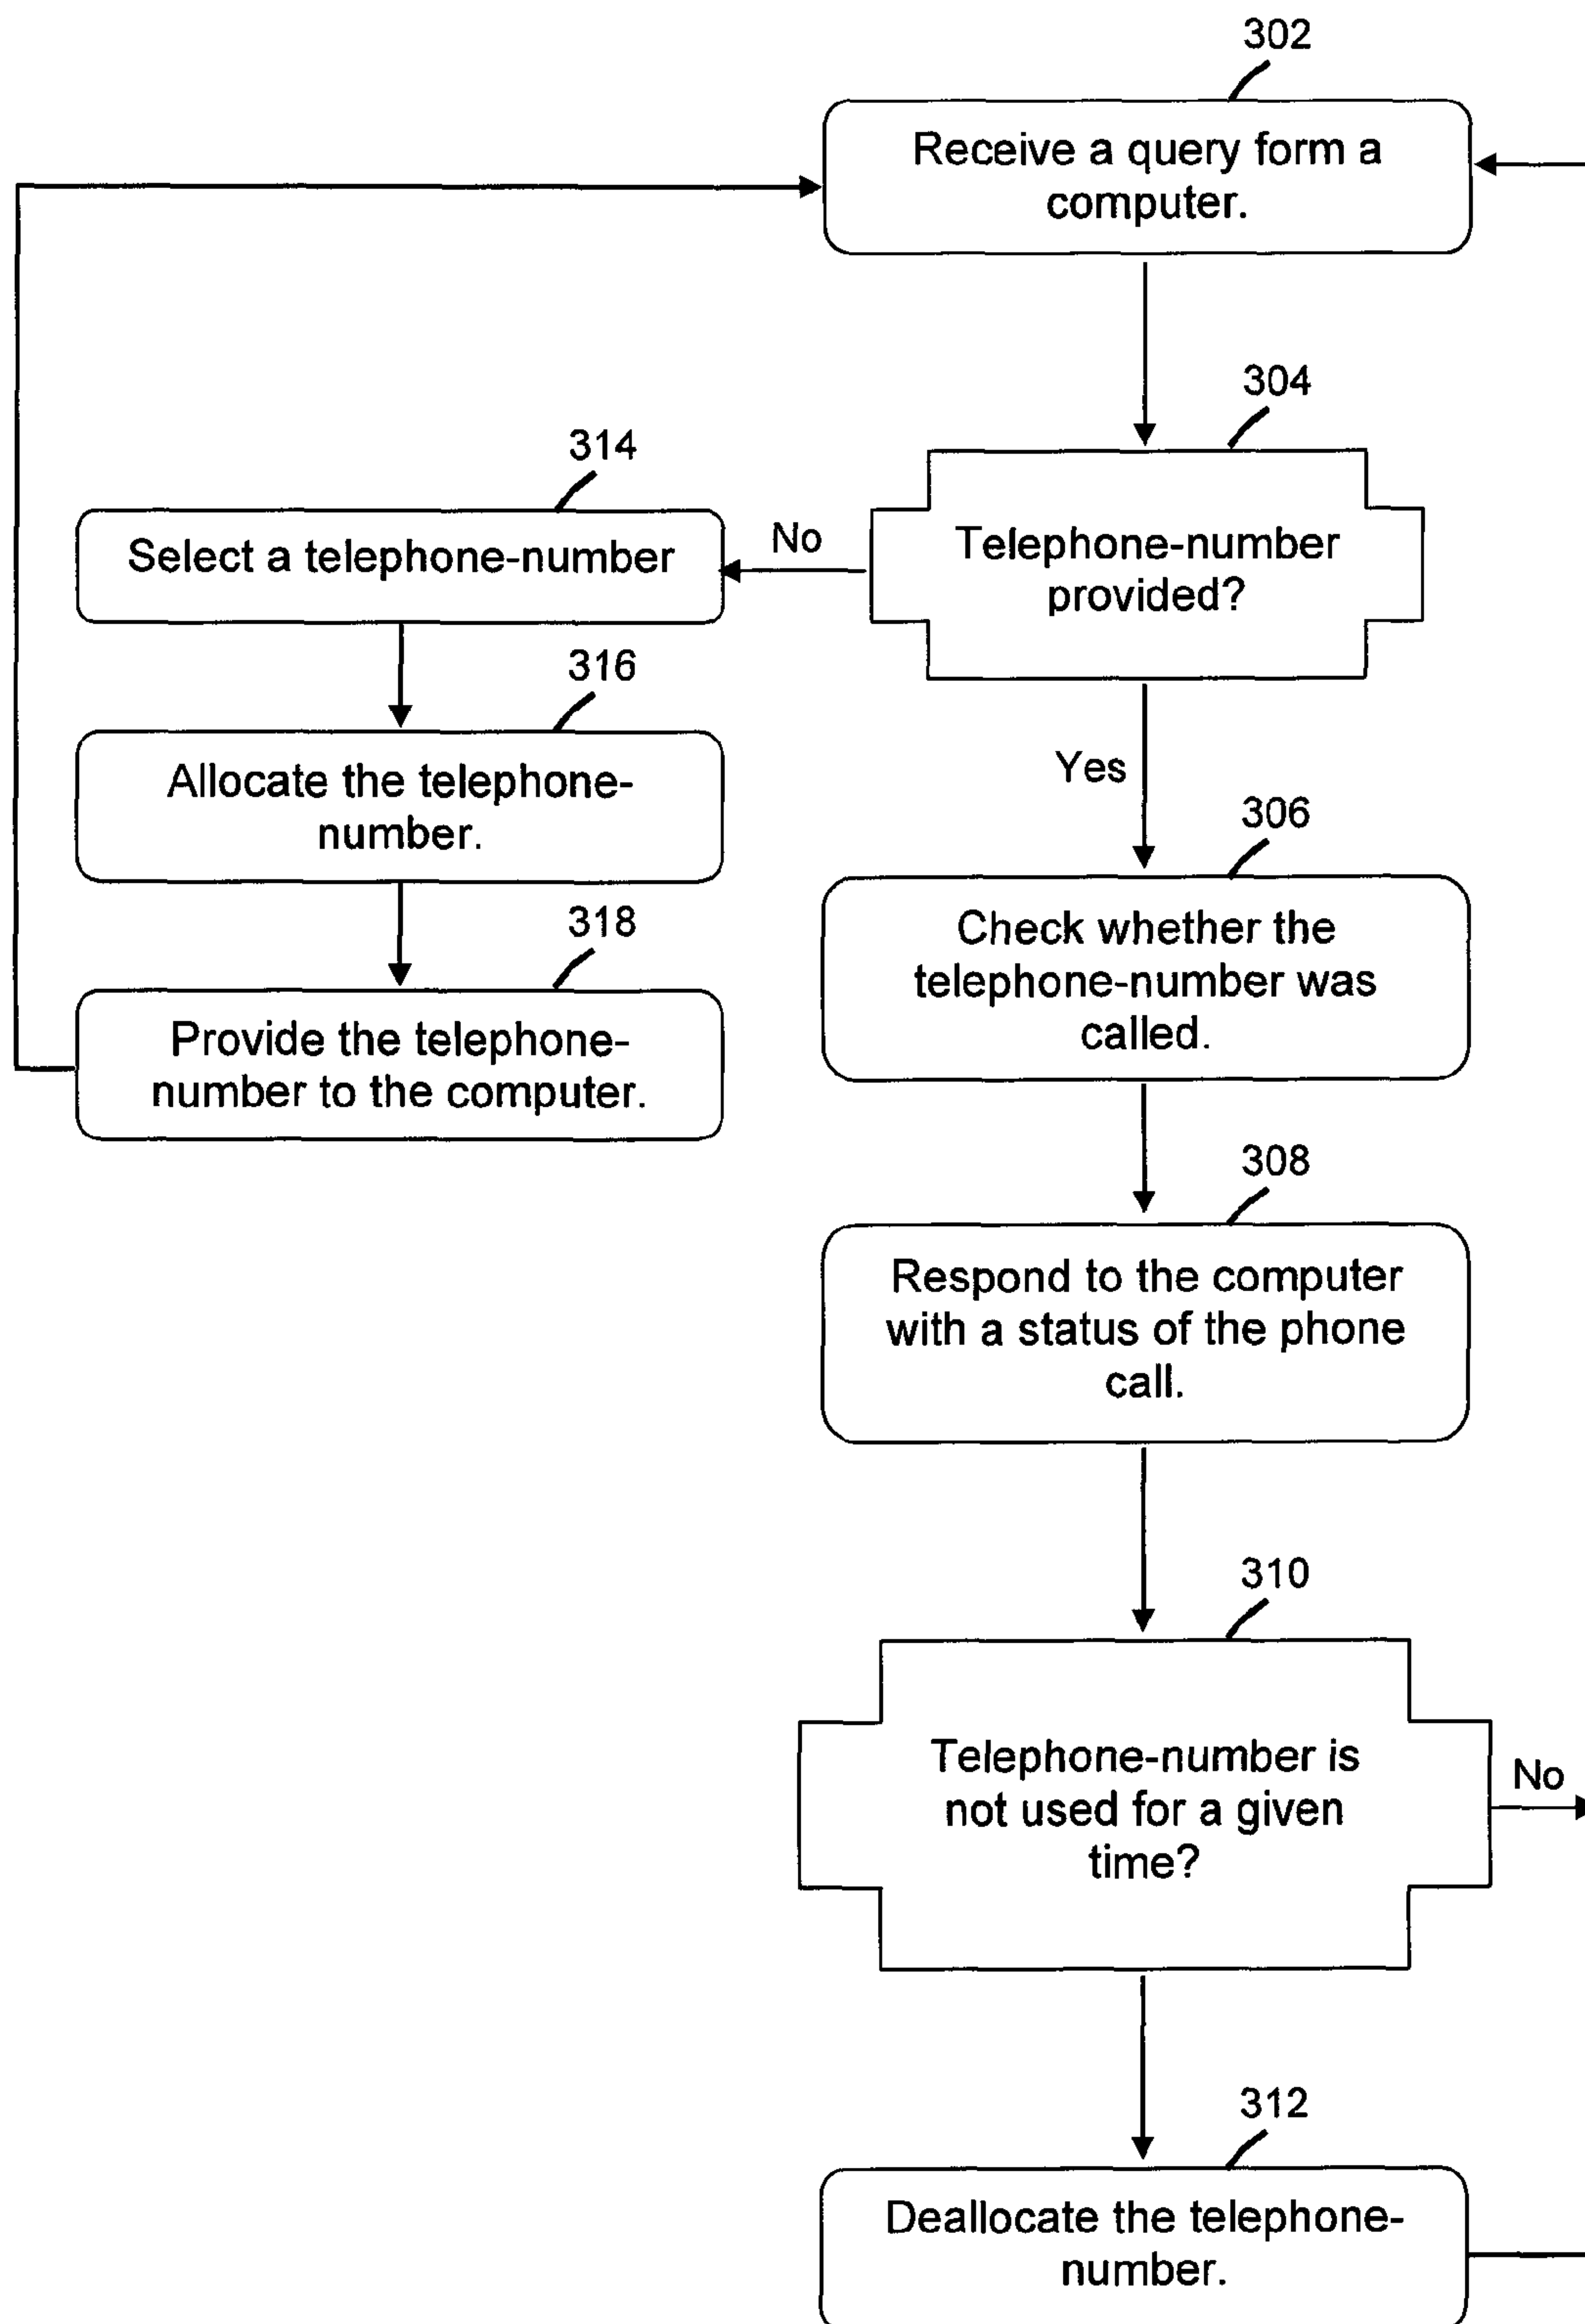 302
Receive a query form a
computer.
304
Telephone-number
provided?
No
Yes
314
Select a telephone-number
316
Allocate the telephone-
number.
318
Provide the telephone-
number to the computer.
306
Check whether the
telephone-number was
called.
308
Respond to the computer
with a status of the phone
call.
310
Telephone-number is
not used for a given
time?
No
312
Deallocate the telephone-
number.